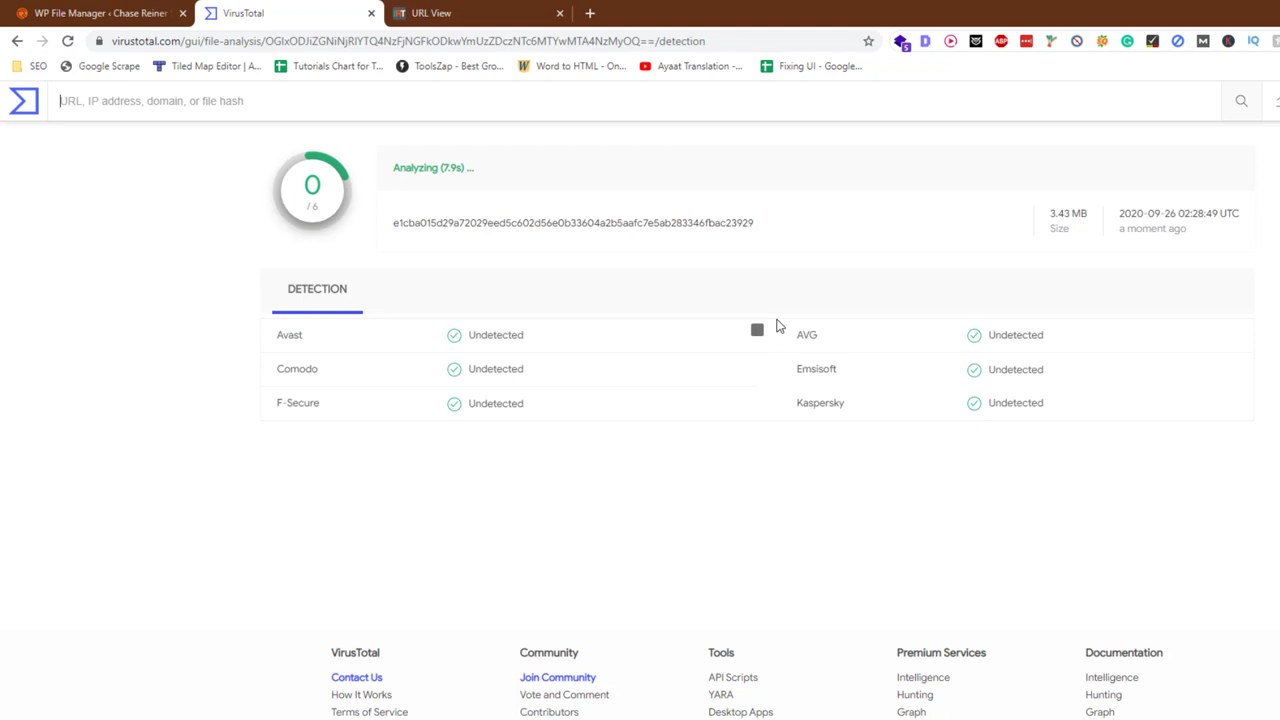 WP File Manager ‹ Chase Reiner
VirusTotal
URL View
virustotal.com/gui/file-analysis/OGIxODJiZGNiNjRlYTQ4NzFjNGFkODkwYmUzZDczNTc6MTYwMTA4NzMyOQ==/detection
SEO
Google Scrape
Tiled Map Editor | A...
Tutorials Chart for T...
ToolsZap - Best Gro...
Word to HTML - On...
Ayaat Translation -...
Fixing UI - Google...
URL, IP address, domain, or file hash
0
/ 6
Analyzing (7.9s) ...
e1cba015d29a72029eed5c602d56e0b33604a2b5aafc7e5ab283346fbac23929
3.43 MB
Size
2020-09-26 02:28:49 UTC
a moment ago
DETECTION
Avast Undetected AVG Undetected
Comodo Undetected Emsisoft Undetected
F-Secure Undetected Kaspersky Undetected
VirusTotal
Contact Us
How It Works
Terms of Service
Community
Join Community
Vote and Comment
Contributors
Tools
API Scripts
YARA
Desktop Apps
Premium Services
Intelligence
Hunting
Graph
Documentation
Intelligence
Hunting
Graph